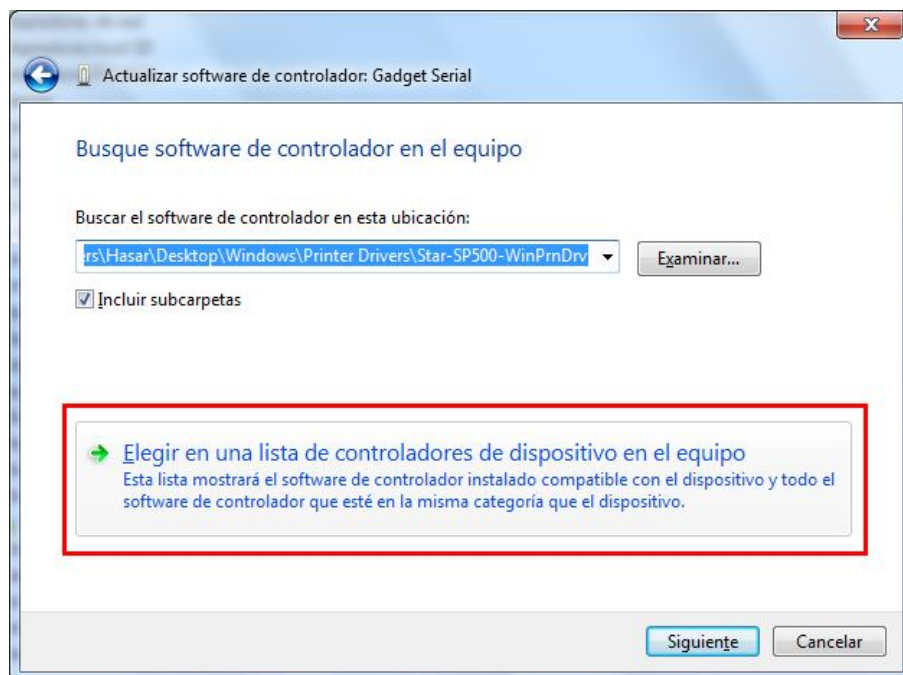 Actualizar software de controlador: Gadget Serial
Busque software de controlador en el equipo
Buscar el software de controlador en esta ubicación:
ers\Hasar\Desktop\Windows\Printer Drivers\Star-SP500-WinPrnDrv
Examinar...
Incluir subcarpetas
Elegir en una lista de controladores de dispositivo en el equipo
Esta lista mostrará el software de controlador instalado compatible con el dispositivo y todo el
software de controlador que esté en la misma categoría que el dispositivo.
Siguiente
Cancelar